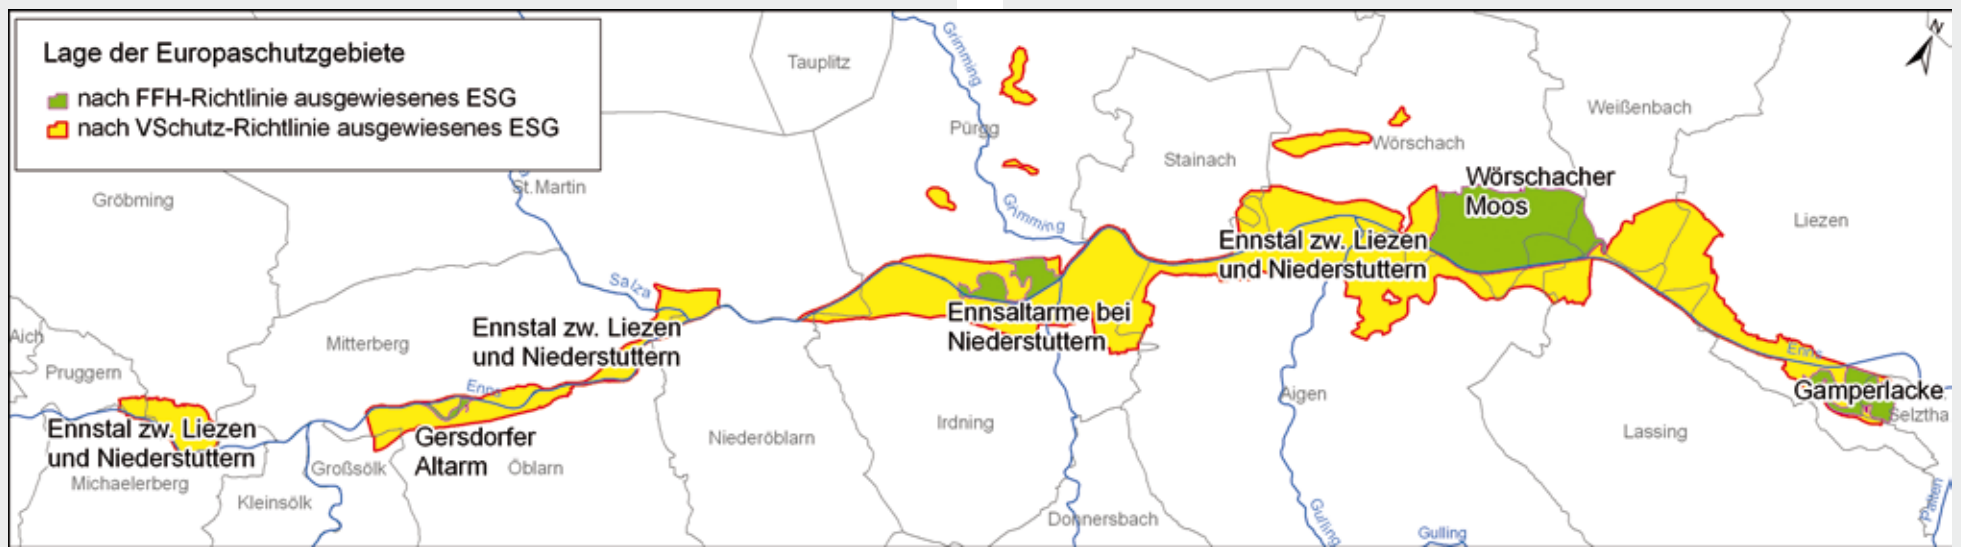 Lage der Europaschutzgebiete
nach FFH-Richtlinie ausgewiesenes ESG
nach VSchutz-Richtlinie ausgewiesenes ESG
N
Tauplitz
Grimming
Pürgg
Weißenbach
Wörschach
Stainach
Gröbming
St.Martin
Wörschacher
Moos
Grimming
Liezen
Ennstal zw. Liezen
und Niederstuttern
Salza
Ennsaltarme bei
Niederstuttern
Ennstal zw. Liezen
und Niederstuttern
Aich
Mitterberg
Pruggern
Enns
Enns
Gamperlacke
Aigen
Selztha
Ennstal zw. Liezen
und Niederstuttern
Gersdorfer
Altarm
Irdning
Niederöblarn
Lassing
Großsölk
Öblarn
Michaelerberg
Kleinsölk
Donnersbach
Gulling
Gulling
Palten